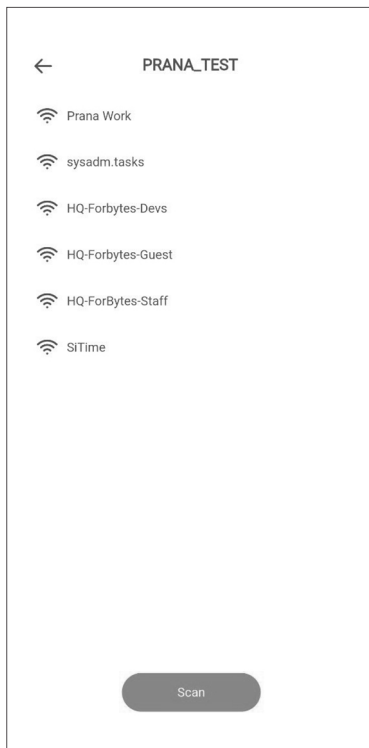 PRANA_TEST
Prana Work
sysadm.tasks
HQ-Forbytes-Devs
HQ-Forbytes-Guest
HQ-ForBytes-Staff
SiTime
Scan